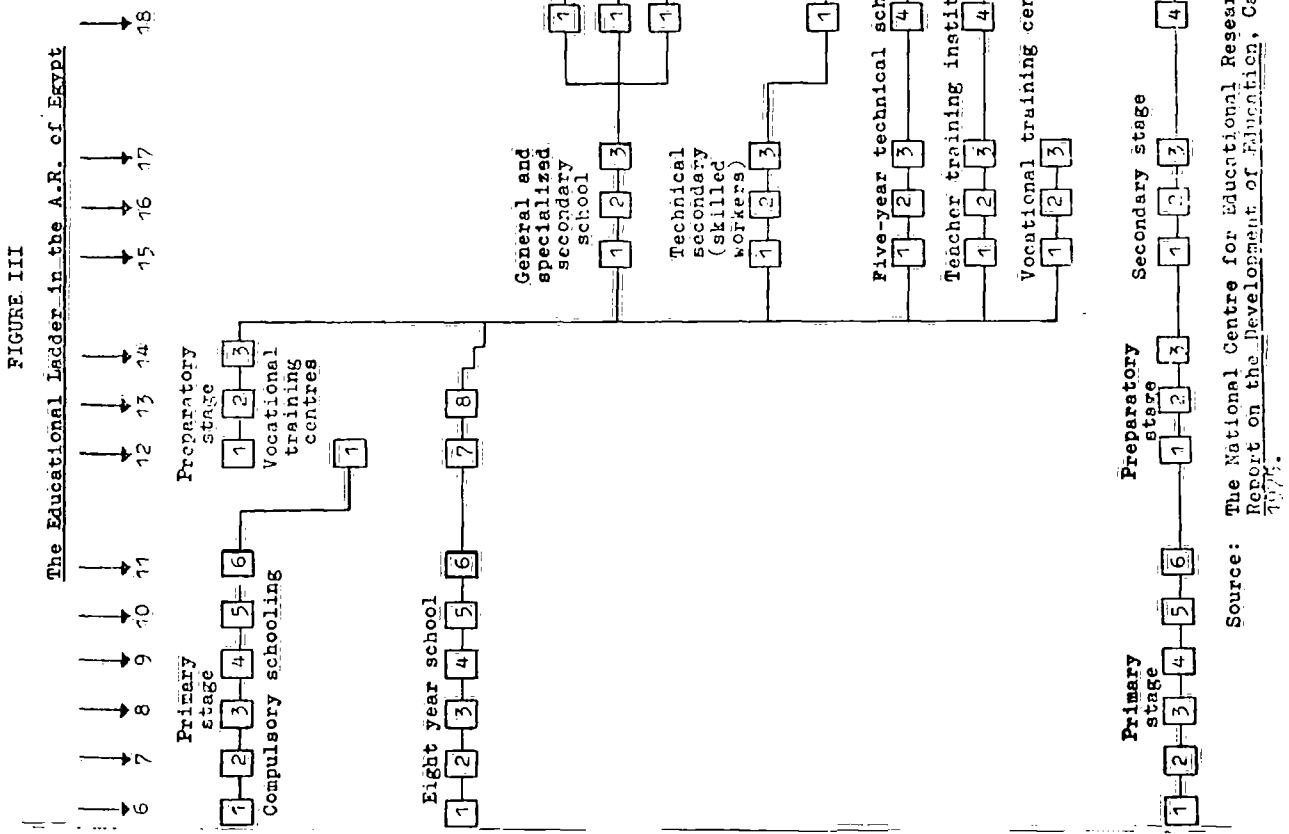 FIGURE III
The Educational Ladder in the A.R. of Egypt
6 7 8 9 10 11 12 13 14 15 16 17 18
Primary
stage
1 2 3 4 5 6
Compulsory schooling
Preparatory
stage
1 2 3
Vocational
training
centres
1
Eight year school
1 2 3 4 5 6 7 8
General and
specialized
secondary
school
1 2 3
1
1
1
Technical
secondary
(skilled
workers)
1 2 3
1
Five-year technical sch
1 2 3 4
Teacher training instit
1 2 3 4
Vocational training cen
1 2 3
Primary
stage
1 2 3 4 5 6
Preparatory
stage
1 2 3
Secondary stage
1 2 3 4
Source: The National Centre for Educational Resear
Report on the Development of Education, Ca